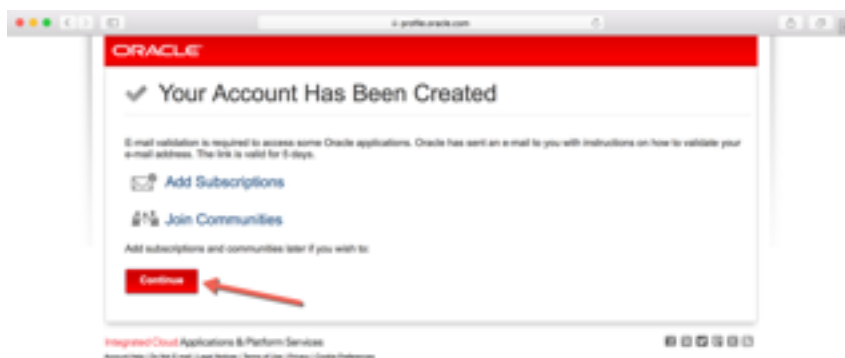 profile.oracle.com
ORACLE
Your Account Has Been Created
E-mail validation is required to access some Oracle applications. Oracle has sent an e-mail to you with instructions on how to validate your
e-mail address. The link is valid for 5 days.
Add Subscriptions
Join Communities
Add subscriptions and communities later if you wish to:
Continue
Integrated Cloud Applications & Platform Services